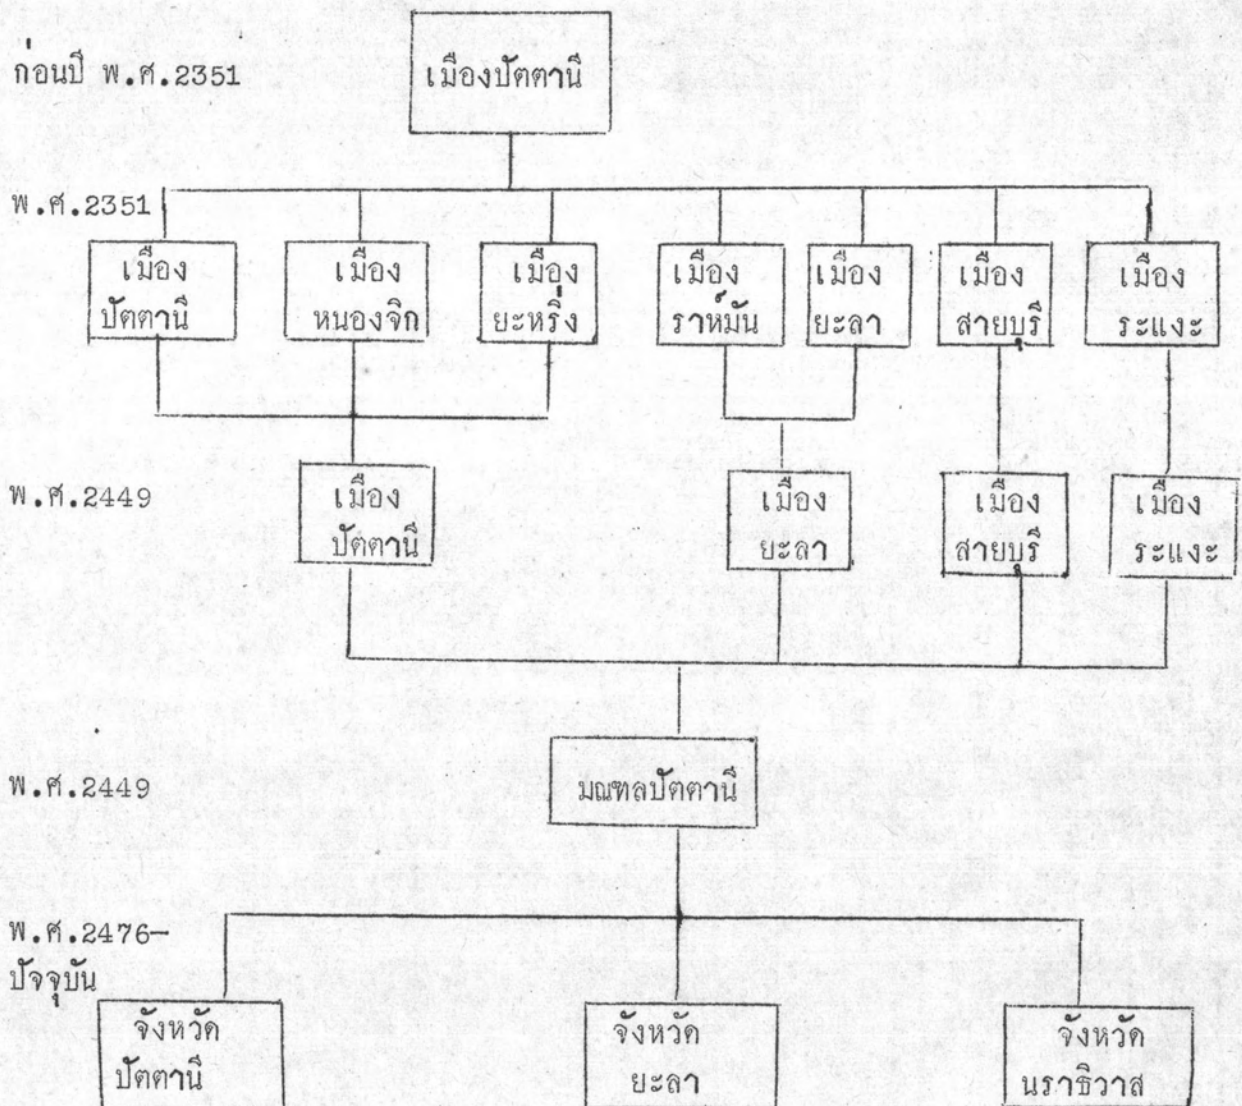 ก่อนปี พ.ศ.2351
เมืองปัตตานี
พ.ศ.2351
เมือง
ปัตตานี
เมือง
หนองจิก
เมือง
ยะหริ่ง
เมือง
ราห์มัน
เมือง
ยะลา
เมือง
สายบุรี
เมือง
ระแงะ
พ.ศ.2449
เมือง
ปัตตานี
เมือง
ยะลา
เมือง
สายบุรี
เมือง
ระแงะ
พ.ศ.2449
มณฑลปัตตานี
พ.ศ.2476-
ปัจจุบัน
จังหวัด
ปัตตานี
จังหวัด
ยะลา
จังหวัด
นราธิวาส